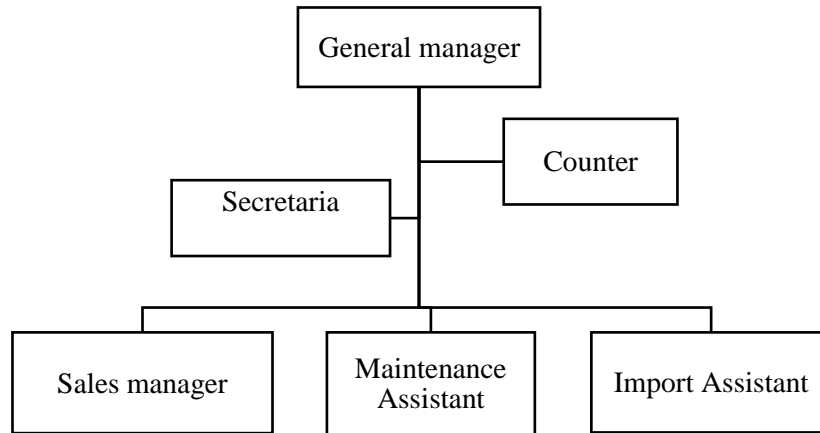 General manager
Counter
Secretaria
Sales manager
Maintenance
Assistant
Import Assistant